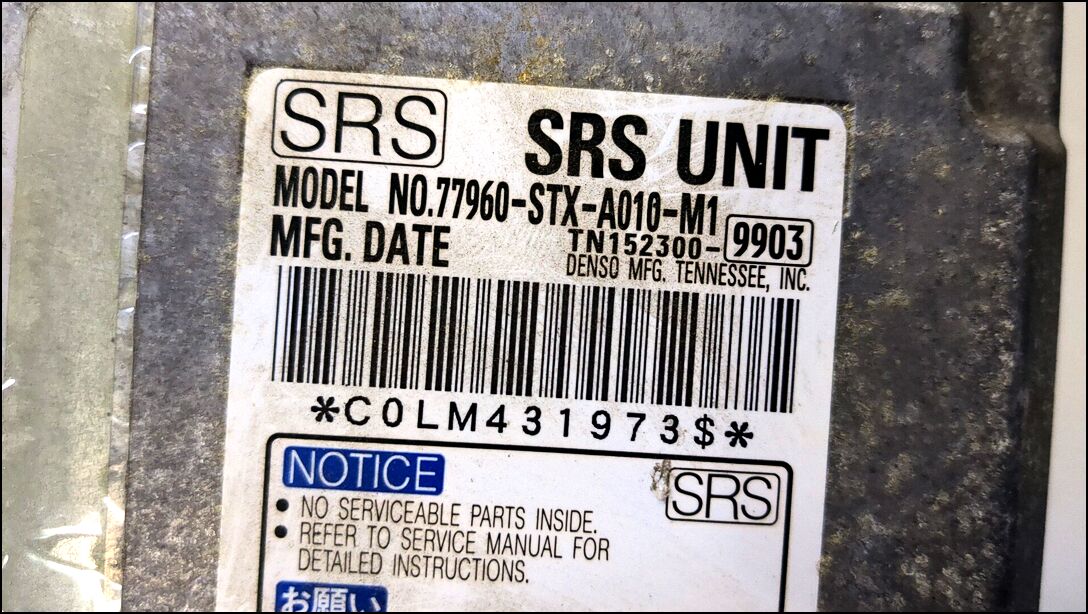 SRS SRS UNIT
MODEL NO.77960-STX-A010-M1
MFG. DATE TN152300-9903
DENSO MFG. TENNESSEE, INC.
*C0LM431973$*
NOTICE SRS
• NO SERVICEABLE PARTS INSIDE.
• REFER TO SERVICE MANUAL FOR
DETAILED INSTRUCTIONS.
お願い